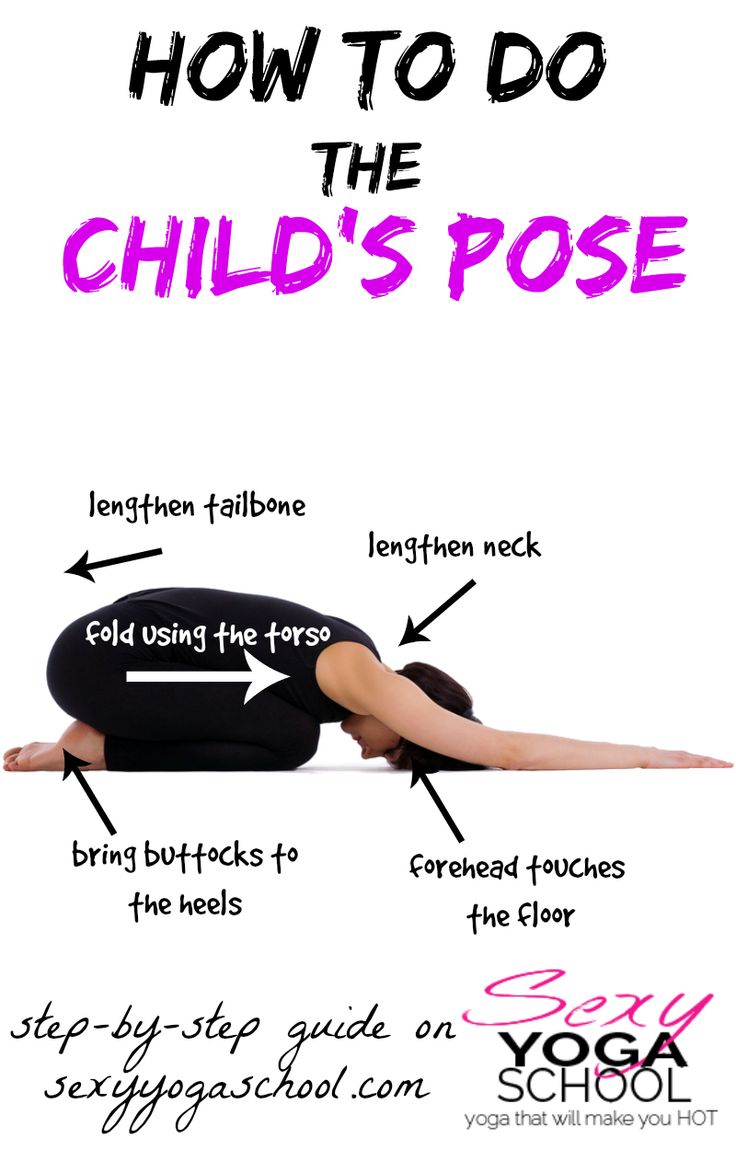 HOW TO DO
THE
CHILD'S POSE
lengthen tailbone
lengthen neck
fold using the torso
bring buttocks to
the heels
forehead touches
the floor
step-by-step guide on
sexyyogaschool.com
Sexy
YOGA
SCHOOL
yoga that will make you HOT